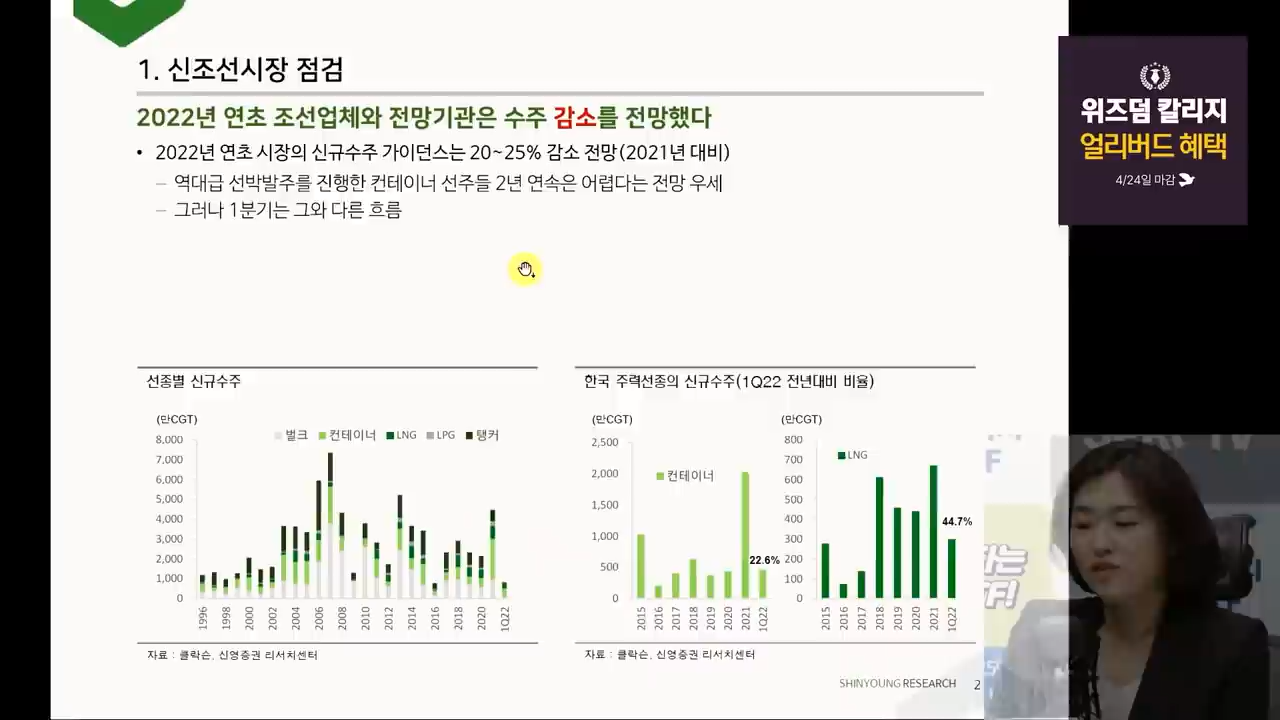 1. 신조선시장 점검
2022년 연초 조선업체와 전망기관은 수주 감소를 전망했다
• 2022년 연초 시장의 신규수주 가이던스는 20~25% 감소 전망(2021년 대비)
– 역대급 선박발주를 진행한 컨테이너 선주들 2년 연속은 어렵다는 전망 우세
– 그러나 1분기는 그와 다른 흐름
위즈덤 칼리지
얼리버드 혜택
4/24일 마감
선종별 신규수주
(만CGT)
벌크 컨테이너 LNG LPG 탱커
8,000
7,000
6,000
5,000
4,000
3,000
2,000
1,000
0
1996 1998 2000 2002 2004 2006 2008 2010 2012 2014 2016 2018 2020 1Q22
자료 : 클락슨, 신영증권 리서치센터
한국 주력선종의 신규수주(1Q22 전년대비 비율)
(만CGT)
컨테이너
2,500
2,000
1,500
1,000
500
0
22.6%
2015 2016 2017 2018 2019 2020 2021 1Q22
(만CGT)
LNG
800
700
600
500
400
300
200
100
0
44.7%
2015 2016 2017 2018 2019 2020 2021 1Q22
자료 : 클락슨, 신영증권 리서치센터
SHINYOUNG RESEARCH 2